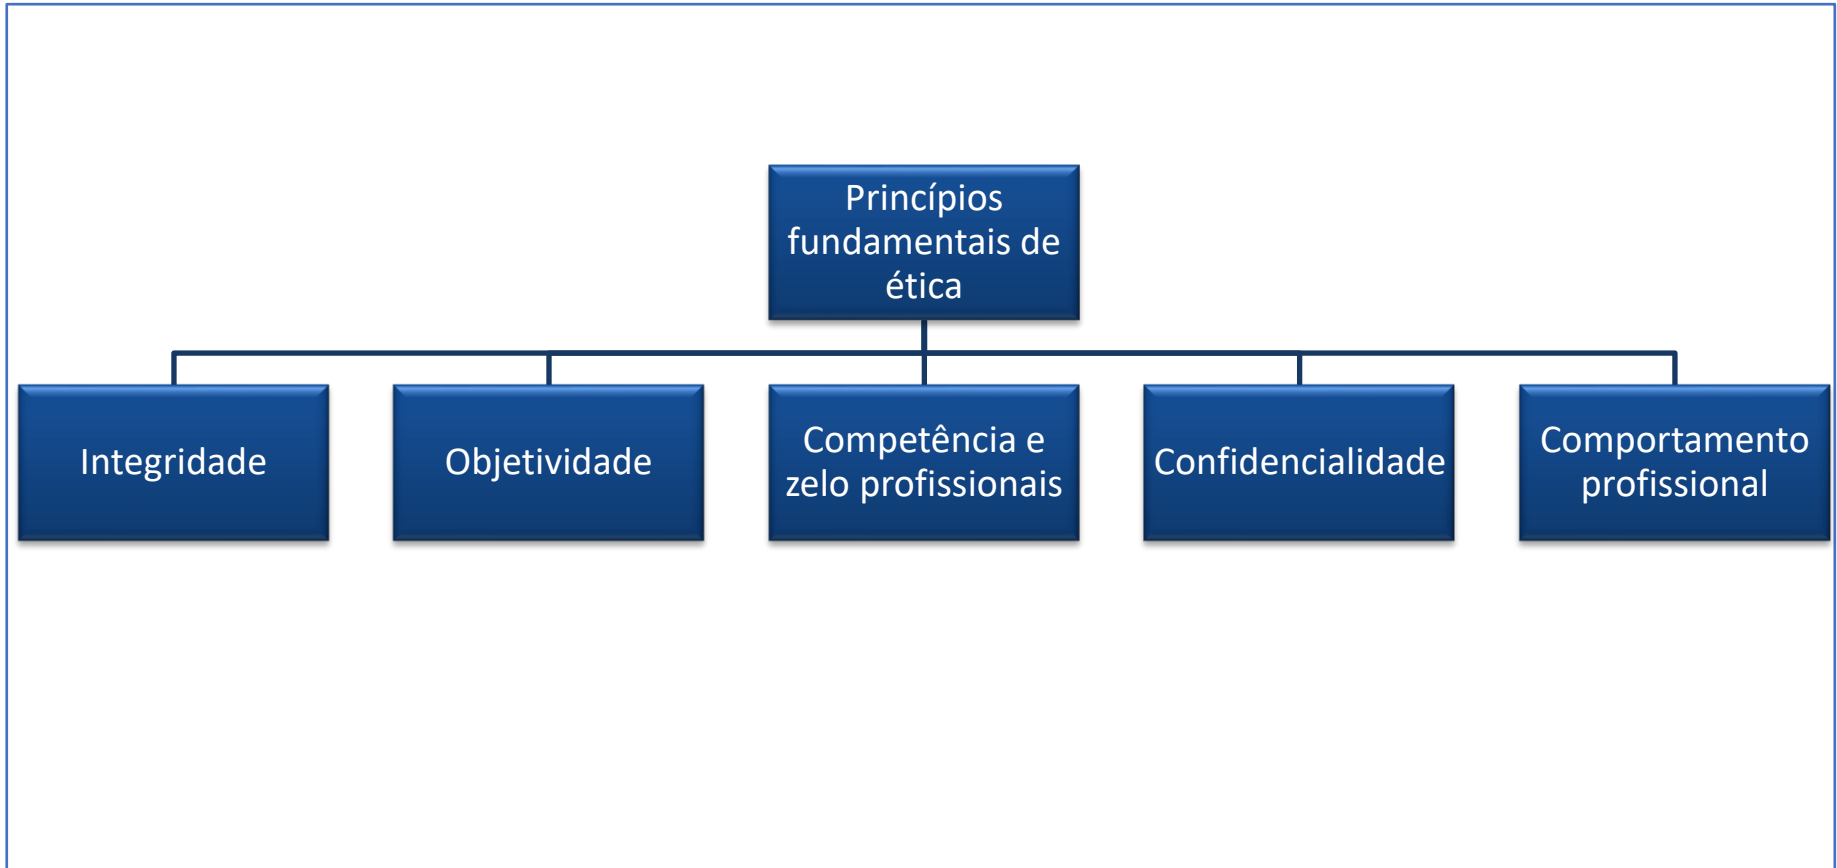 Princípios
fundamentais de
ética
Integridade
Objetividade
Competência e
zelo profissionais
Confidencialidade
Comportamento
profissional